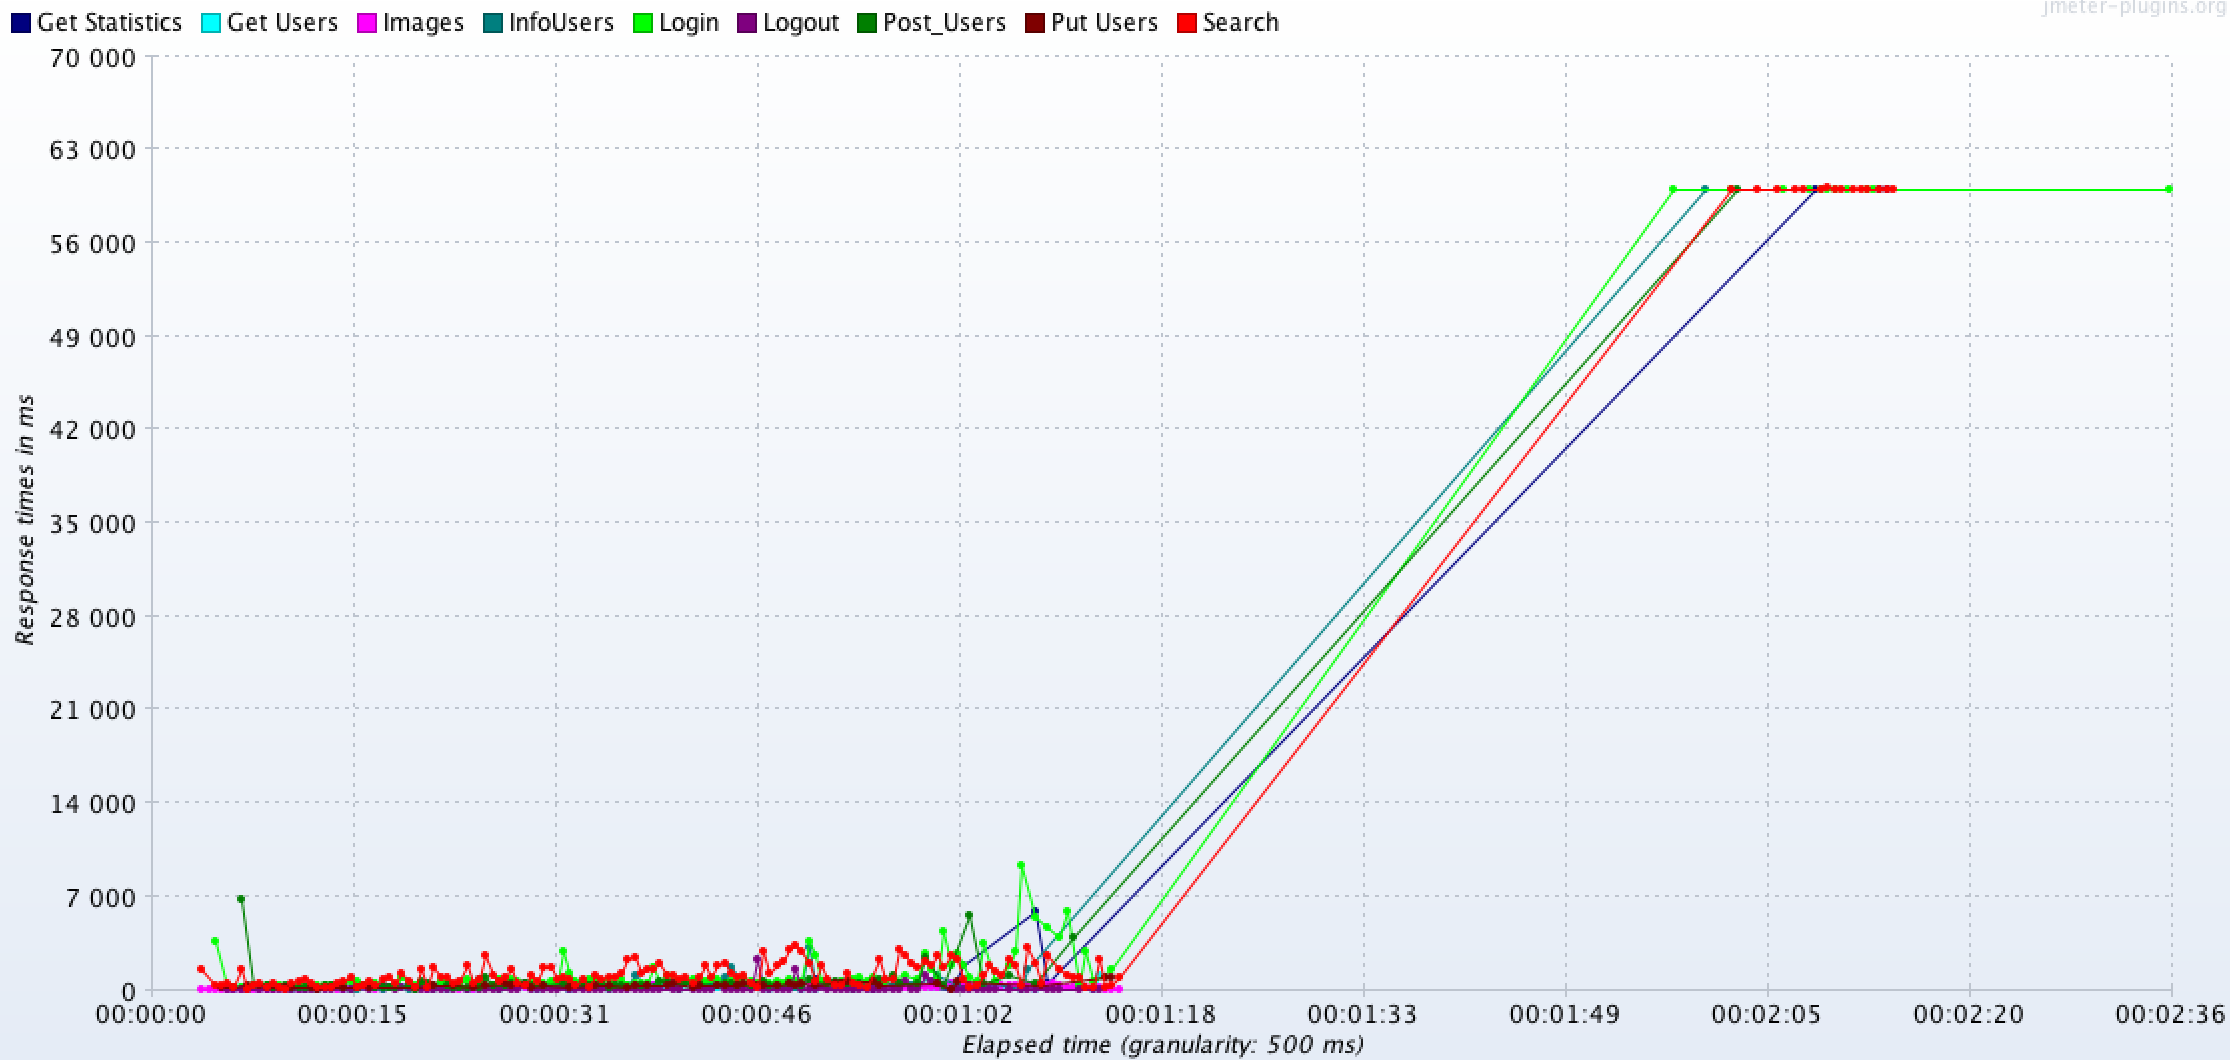 jmeter-plugins.org
Get Statistics Get Users Images InfoUsers Login Logout Post_Users Put Users Search
70 000
63 000
56 000
49 000
42 000
35 000
28 000
21 000
14 000
7 000
0
Response times in ms
00:00:00 00:00:15 00:00:31 00:00:46 00:01:02 00:01:18 00:01:33 00:01:49 00:02:05 00:02:20 00:02:36
Elapsed time (granularity: 500 ms)